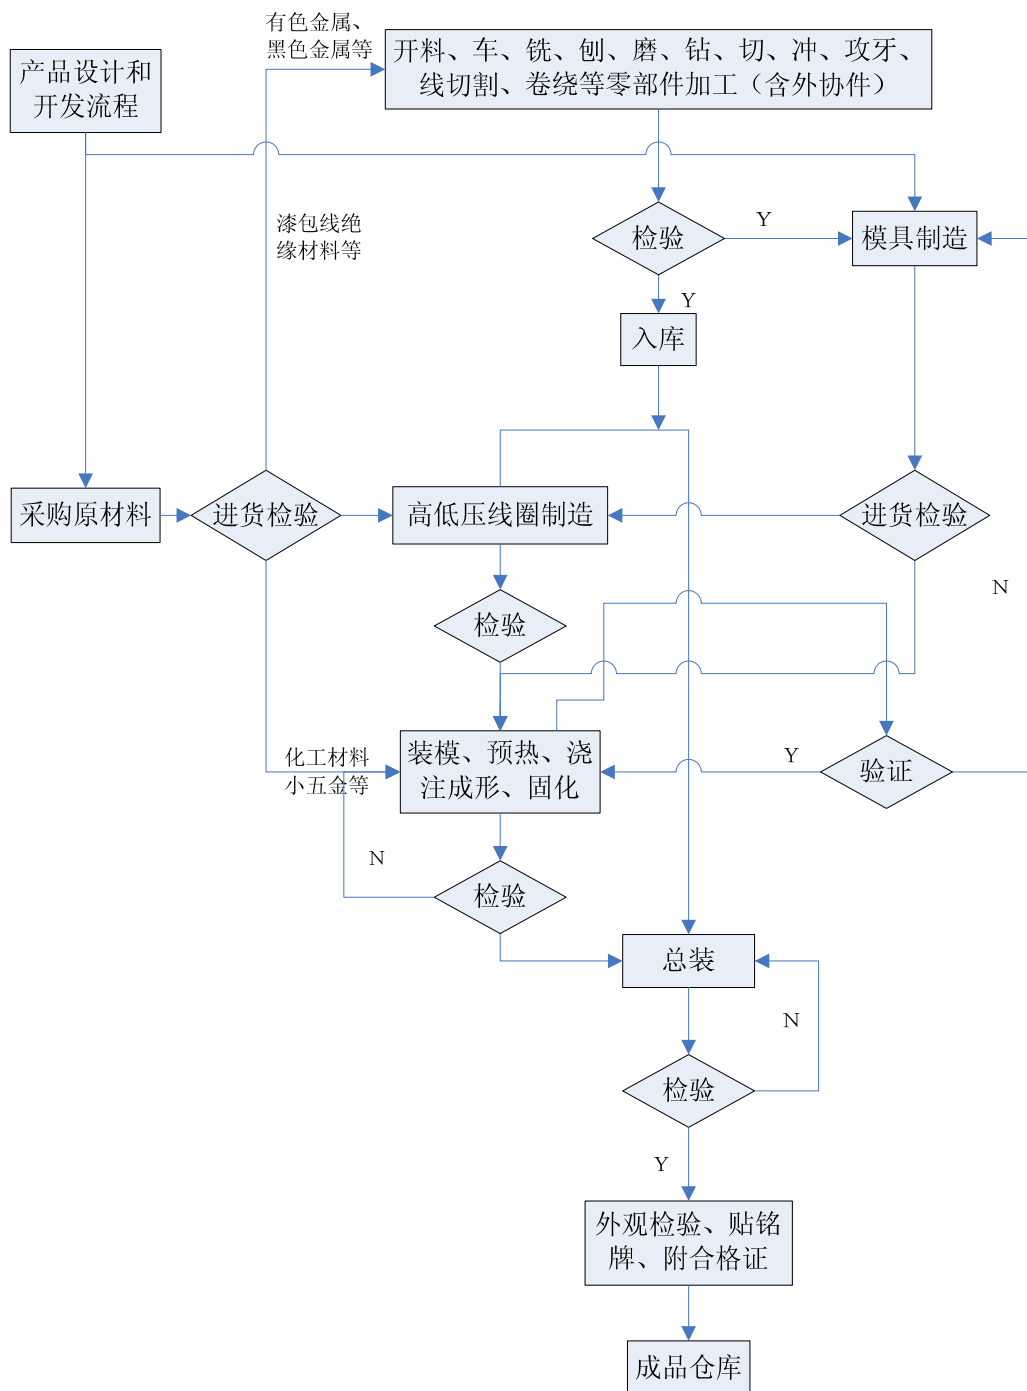 有色金属、
黑色金属等
产品设计和
开发流程
开料、车、铣、刨、磨、钻、切、冲、攻牙、
线切割、卷绕等零部件加工（含外协件）
漆包线绝
缘材料等
检验
Y
模具制造
Y
入库
采购原材料
进货检验
高低压线圈制造
进货检验
N
检验
化工材料
小五金等
装模、预热、浇
注成形、固化
Y
验证
N
检验
总装
N
检验
Y
外观检验、贴铭
牌、附合格证
成品仓库